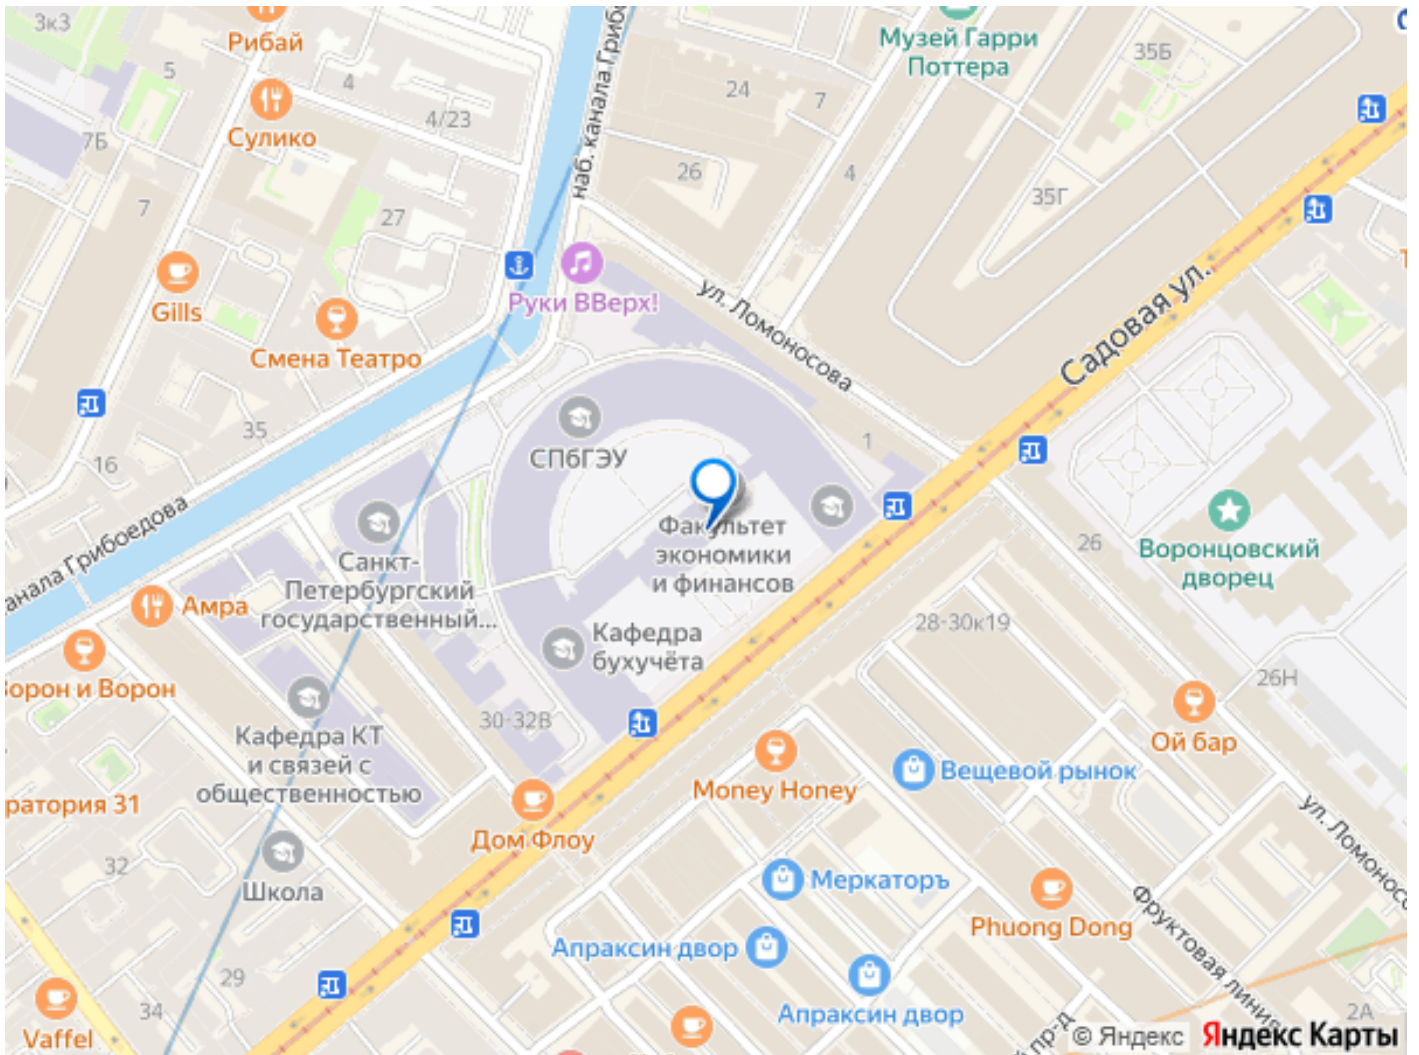 3к3
Рибай
5
4
Сулико
4/23
7Б
7
27
наб. канала Гриб
24
7
26
4
Музей Гарри
Поттера
35Б
35Г
Gills
Смена Театро
Руки ВВерх!
ул. Ломоносова
Садовая ул.
35
16
СПбГЭУ
1
Факультет
экономики
и финансов
26
Воронцовский
дворец
анала Грибоедова
Санкт-
Петербургский
государственный...
Амра
Кафедра
бухучёта
28-30к19
26Н
орон и Ворон
30-32В
Кафедра КТ
и связей с
общественностью
Ой бар
Money Honey
Вещевой рынок
ратория 31
Дом Флоу
ул. Ломонос
32
Школа
Меркаторъ
Phuong Dong
Фруктовая линия
Апраксин двор
29
34
Апраксин двор
Vaffel
2А
й пр-д
© Яндекс Яндекс Карты